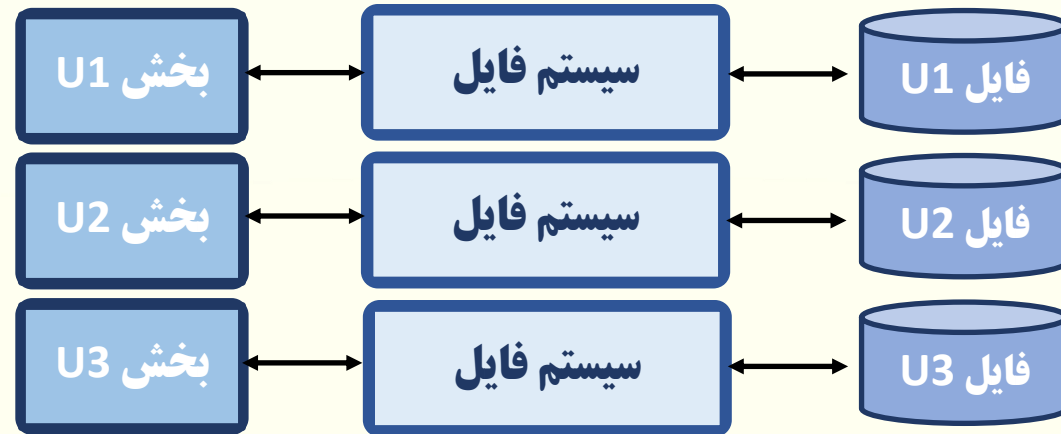 بخش U1
سیستم فایل
فایل U1
بخش U2
سیستم فایل
فایل U2
بخش U3
سیستم فایل
فایل U3